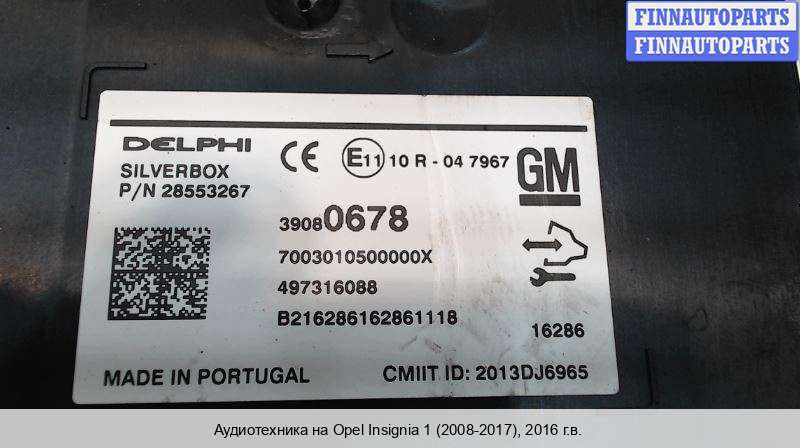 FINNAUTOPARTS
FINNAUTOPARTS
DELPHI
SILVERBOX
P/N 28553267
CE
E11 10 R - 04 7967
GM
39080678
7003010500000X
497316088
B216286162861118
16286
MADE IN PORTUGAL
CMIIT ID: 2013DJ6965
Аудиотехника на Opel Insignia 1 (2008-2017), 2016 г.в.